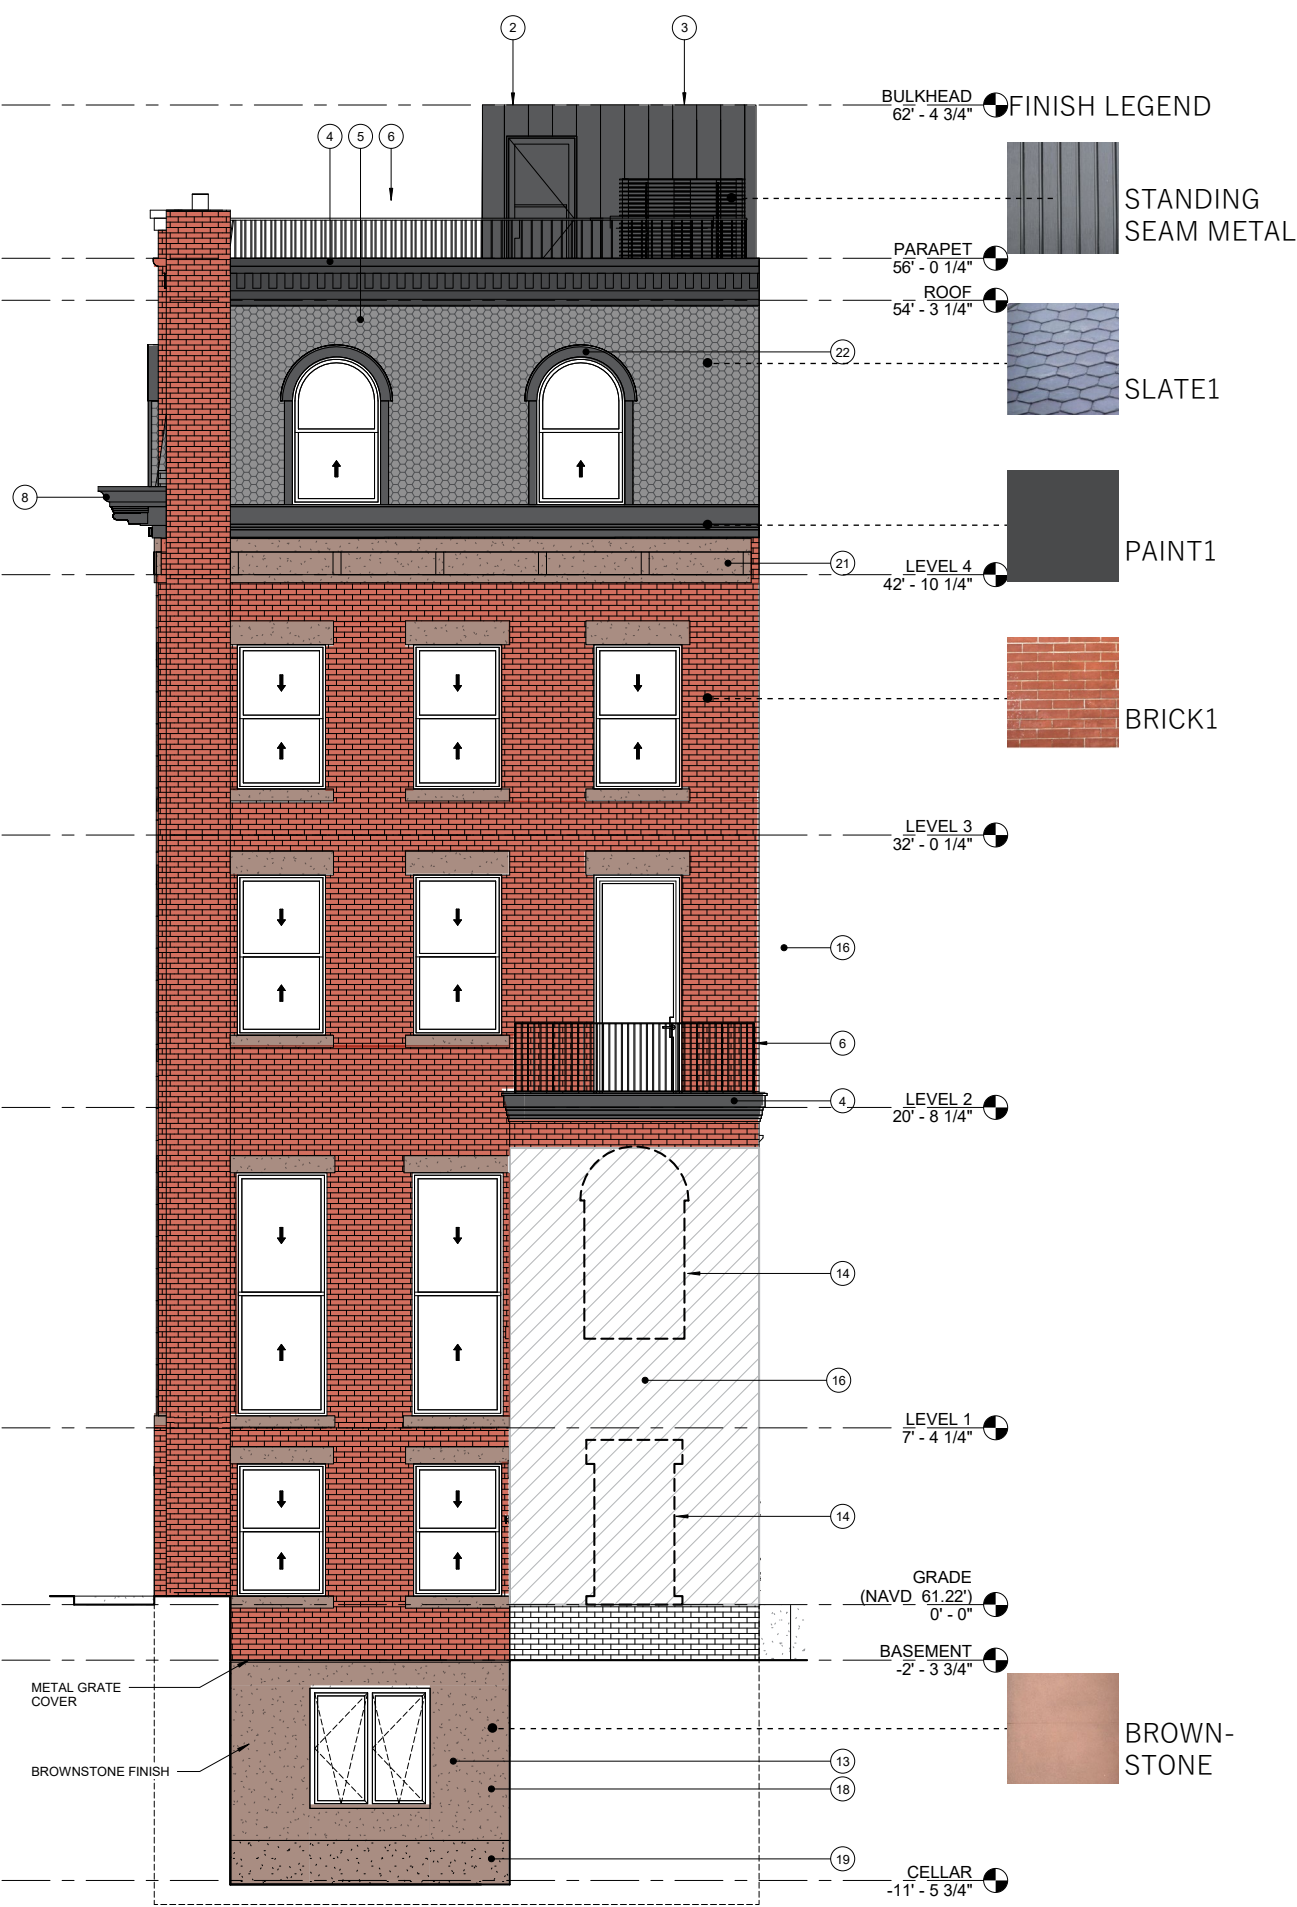 2
3
BULKHEAD
62' - 4 3/4"
FINISH LEGEND
4
5
6
STANDING
SEAM METAL
PARAPET
56' - 0 1/4"
ROOF
54' - 3 1/4"
22
SLATE1
8
PAINT1
21
LEVEL 4
42' - 10 1/4"
BRICK1
LEVEL 3
32' - 0 1/4"
16
6
4
LEVEL 2
20' - 8 1/4"
14
16
LEVEL 1
7' - 4 1/4"
14
GRADE
(NAVD 61.22')
0' - 0"
BASEMENT
-2' - 3 3/4"
METAL GRATE
COVER
BROWN-
STONE
BROWNSTONE FINISH
13
18
19
CELLAR
-11' - 5 3/4"